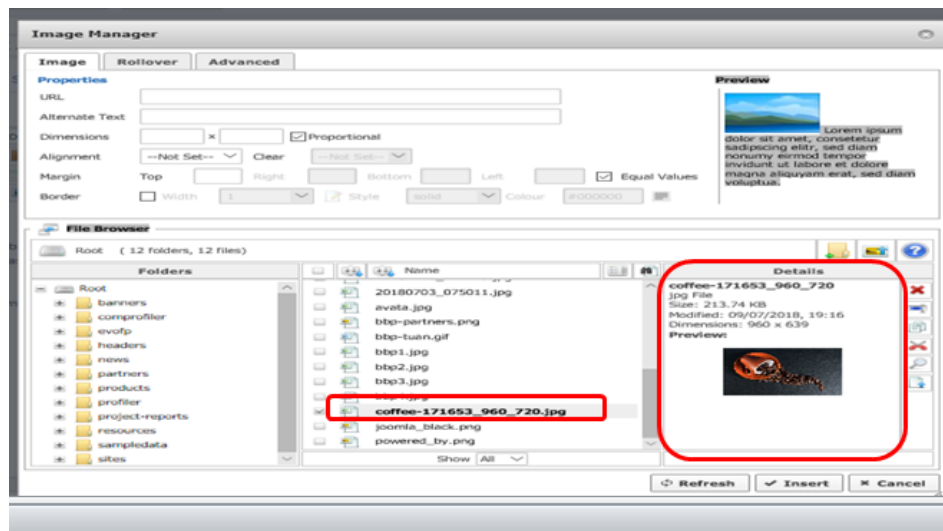 Image Manager
Image Rollover Advanced
Properties
URL
Alternate Text
Dimensions × Proportional
Alignment --Not Set-- Clear --Not Set--
Margin Top Right Bottom Left Equal Values
Border Width 1 Style solid Colour #000000
Preview
Lorem ipsum
dolor sit amet, consetetur
sadipscing elitr, sed diam
nonumy eirmod tempor
invidunt ut labore et dolore
magna aliquyam erat, sed diam
voluptua.
File Browser
Root ( 12 folders, 12 files)
Folders
Root
banners
comprofiler
evofp
headers
news
partners
products
profiler
project-reports
resources
sampledata
sites
Name
20180703_075011.jpg
avata.jpg
bbp-partners.png
bbp-tuan.gif
bbp1.jpg
bbp2.jpg
bbp3.jpg
coffee-171653_960_720.jpg
joomla_black.png
powered_by.png
Show All
Details
coffee-171653_960_720
jpg File
Size: 213.74 KB
Modified: 09/07/2018, 19:16
Dimensions: 960 x 639
Preview:
Refresh Insert Cancel